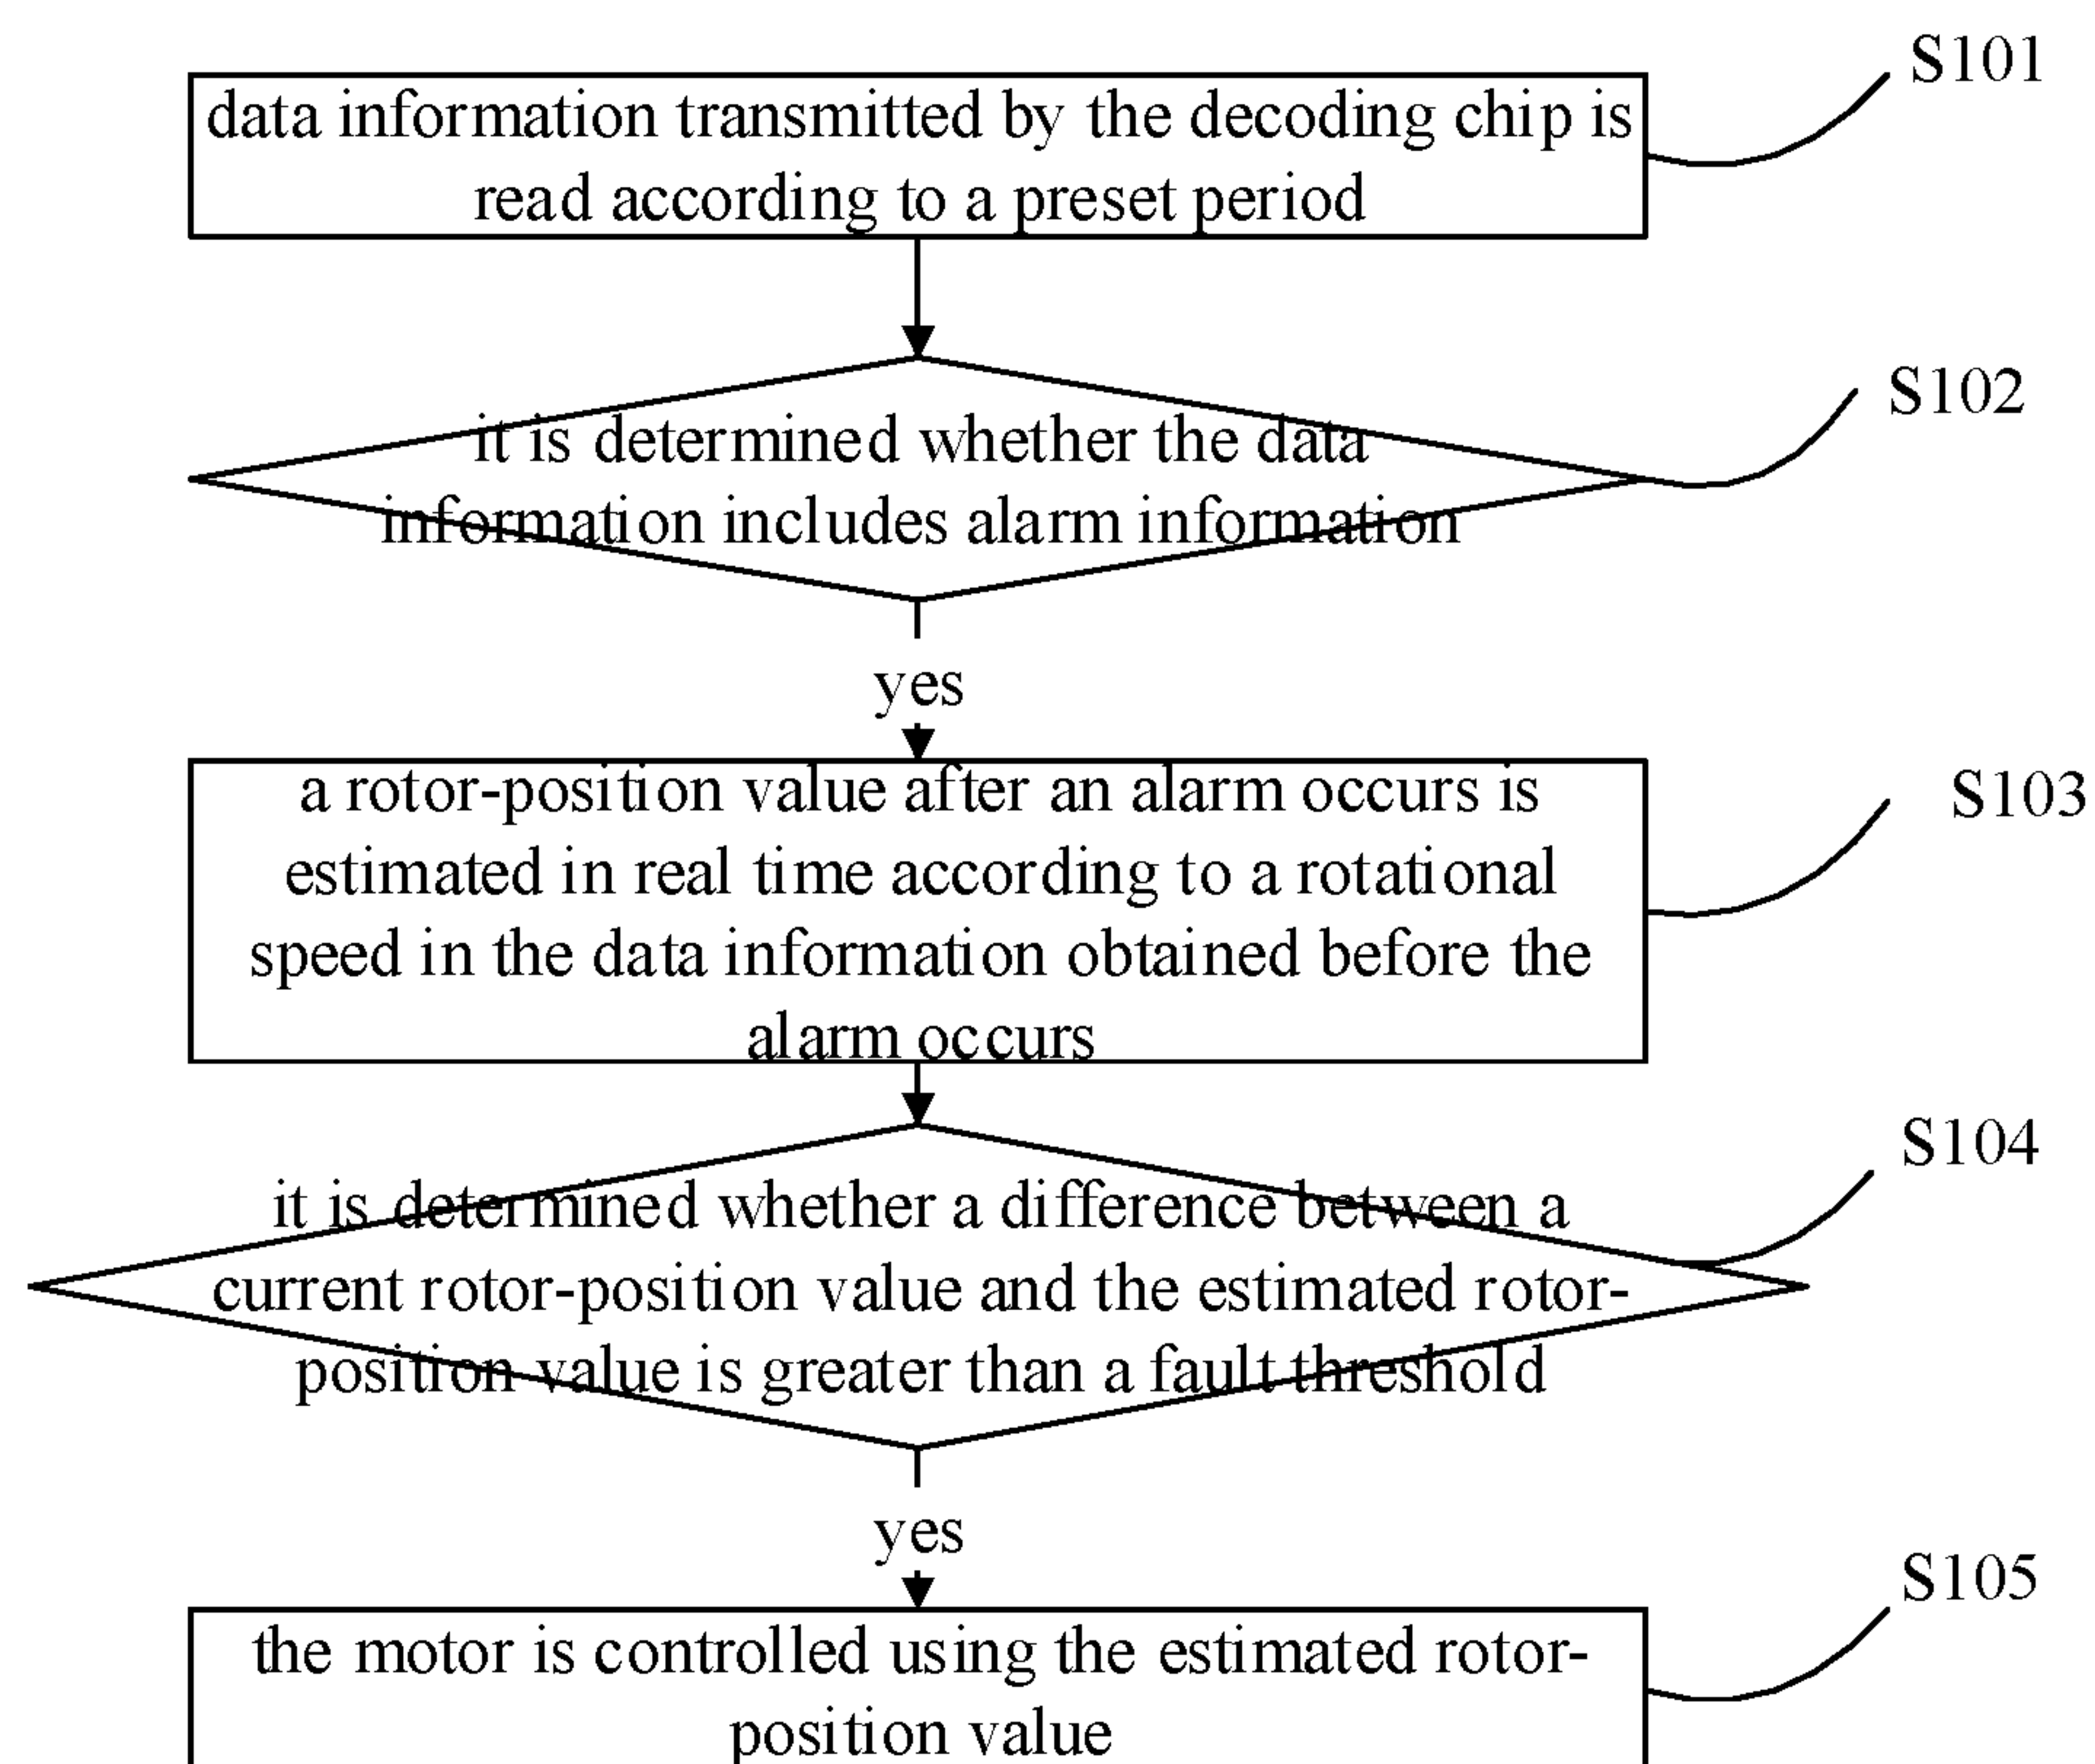 S101
data information transmitted by the decoding chip is
read according to a preset period
S102
it is determined whether the data
information includes alarm information
yes
a rotor-position value after an alarm occurs is
S103
estimated in real time according to a rotational
speed in the data information obtained before the
alarm occurs
S104
it is determined whether a difference between a
current rotor-position value and the estimated rotor-
position value is greater than a fault threshold
yes
S105
the motor is controlled using the estimated rotor-
position value